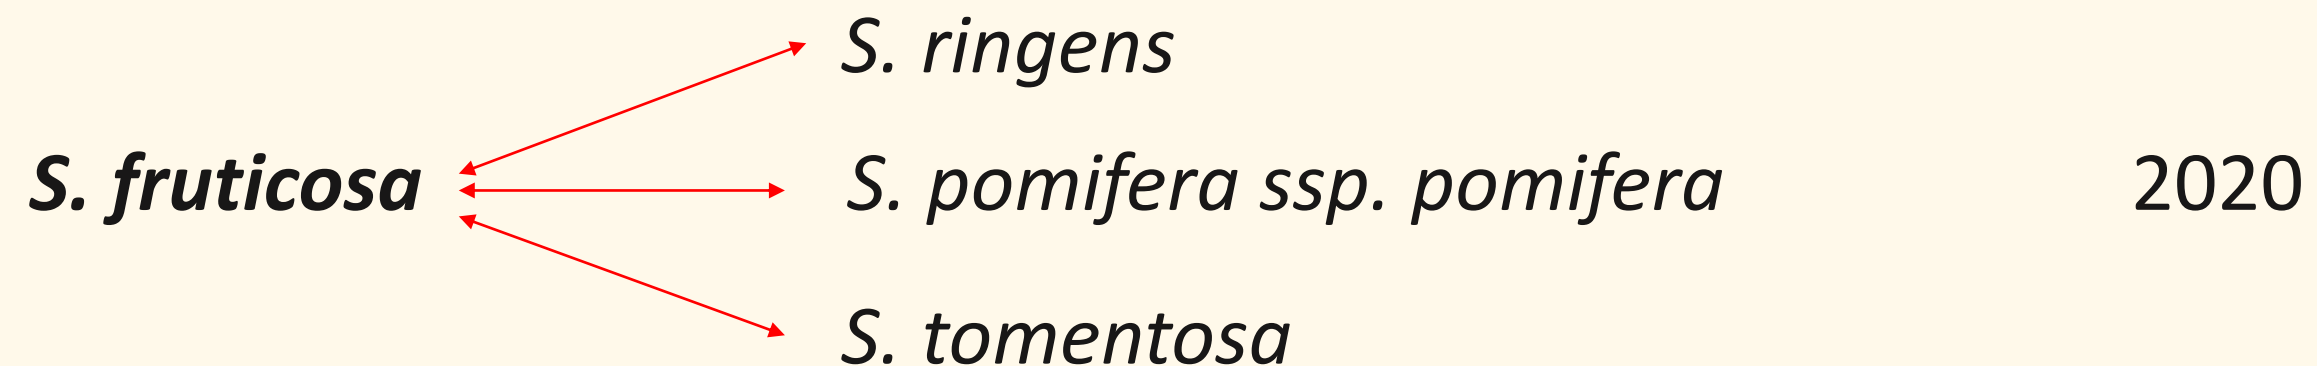 S. ringens
S. fruticosa S. pomifera ssp. pomifera 2020
S. tomentosa